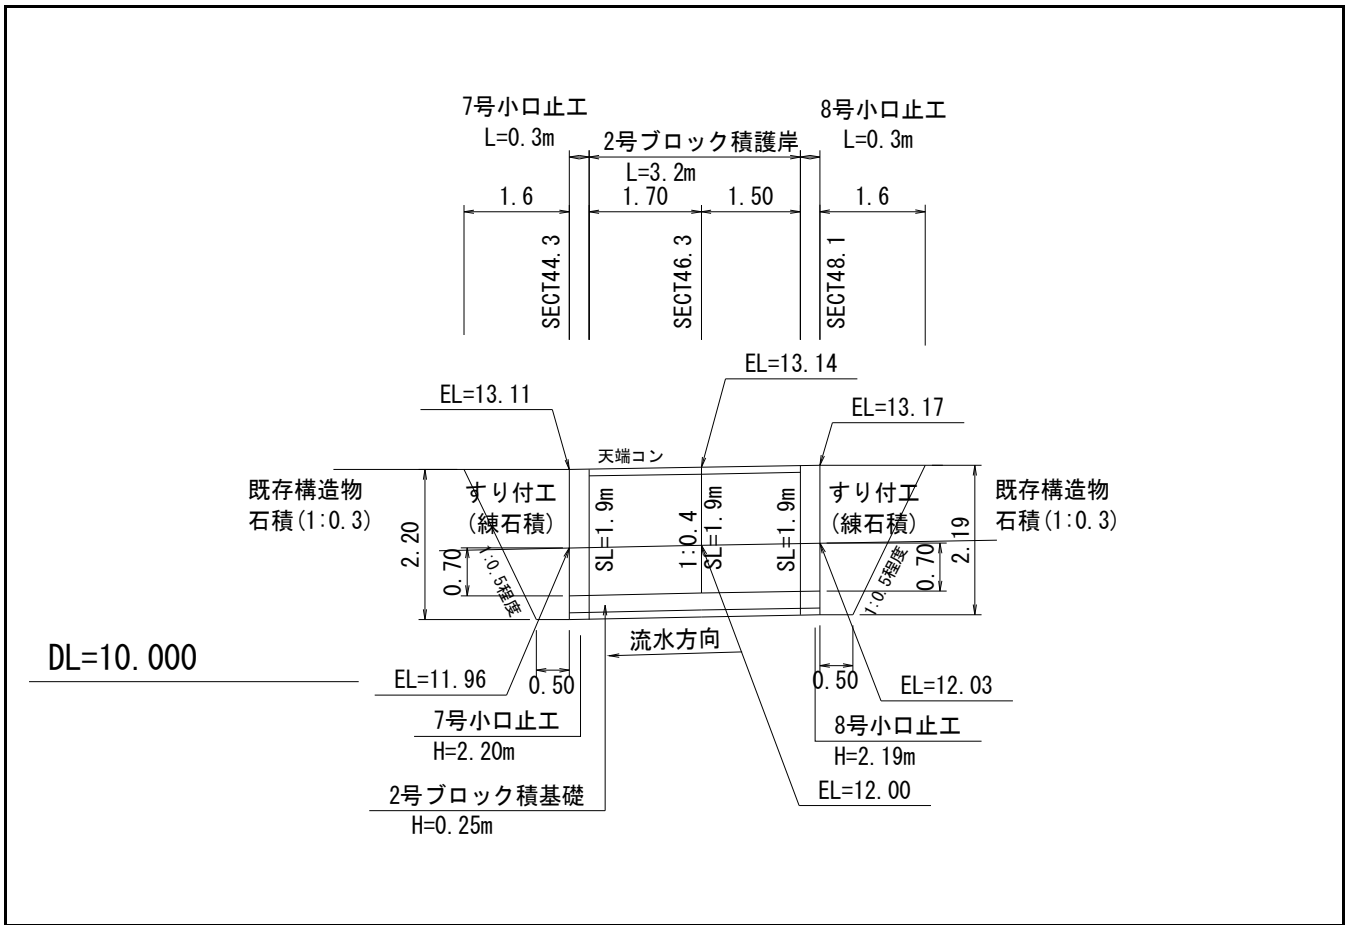 7号小口止工
L=0.3m
2号ブロック積護岸
L=3.2m
8号小口止工
L=0.3m
1.6
1.70
1.50
1.6
SECT44.3
SECT46.3
SECT48.1
EL=13.14
EL=13.11
EL=13.17
天端コン
既存構造物
石積(1:0.3)
すり付工
(練石積)
SL=1.9m
1:0.4
SL=1.9m
SL=1.9m
すり付工
(練石積)
既存構造物
石積(1:0.3)
2.20
0.70
1:0.5程度
1:0.5程度
0.70
2.19
流水方向
DL=10.000
EL=11.96
0.50
0.50
EL=12.03
7号小口止工
H=2.20m
8号小口止工
H=2.19m
2号ブロック積基礎
H=0.25m
EL=12.00